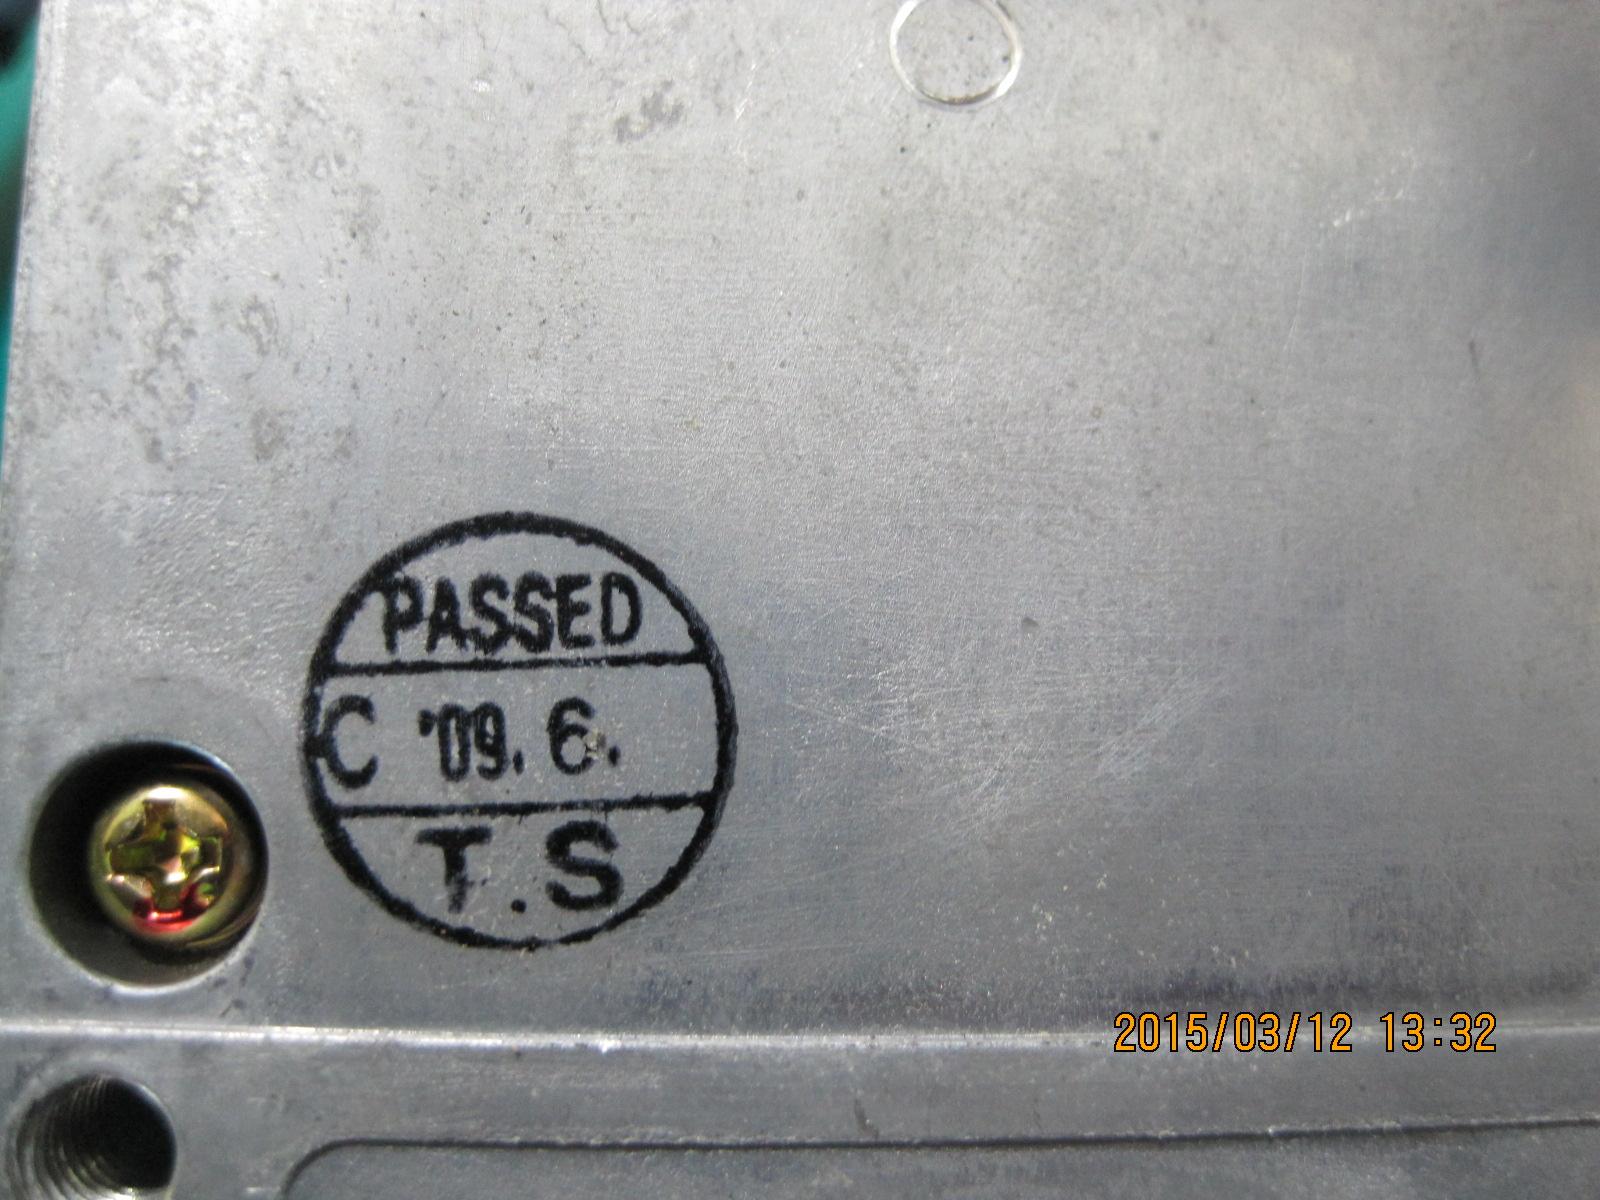 PASSED
C '09. 6.
T.S
2015/03/12 13:32